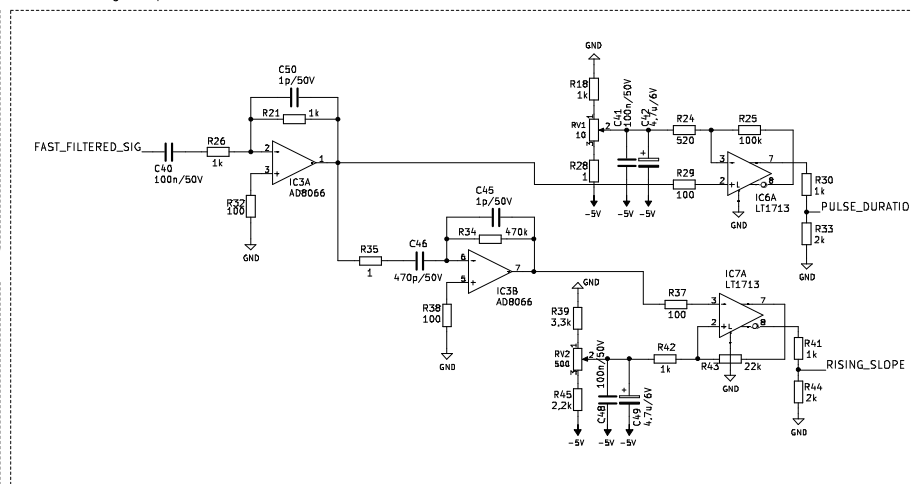 C50
1p/50V
R21 1k
FAST_FILTERED_SIG
R26
1k
C40
100n/50V
2
3
1
IC3A
AD8066
R32
100
GND
GND
R18
1k
RV1
10
1
2
R28
1
-5V
C41
100n/50V
-5V
C42
4.7u/6V
-5V
R24
520
R25
100k
R29
100
3
2
L
7
8
IC6A
LT1713
GND
R30
1k
PULSE_DURATIO
R33
2k
GND
C45
1p/50V
R34 470k
R35
1
C46
470p/50V
6
5
7
IC3B
AD8066
R38
100
GND
GND
R39
3,3k
RV2
500
1
2
R45
2,2k
-5V
C48
100n/50V
-5V
C49
4.7u/6V
-5V
R37
100
R42
1k
R43 22k
IC7A
LT1713
3
2
L
7
8
GND
R41
1k
RISING_SLOPE
R44
2k
GND